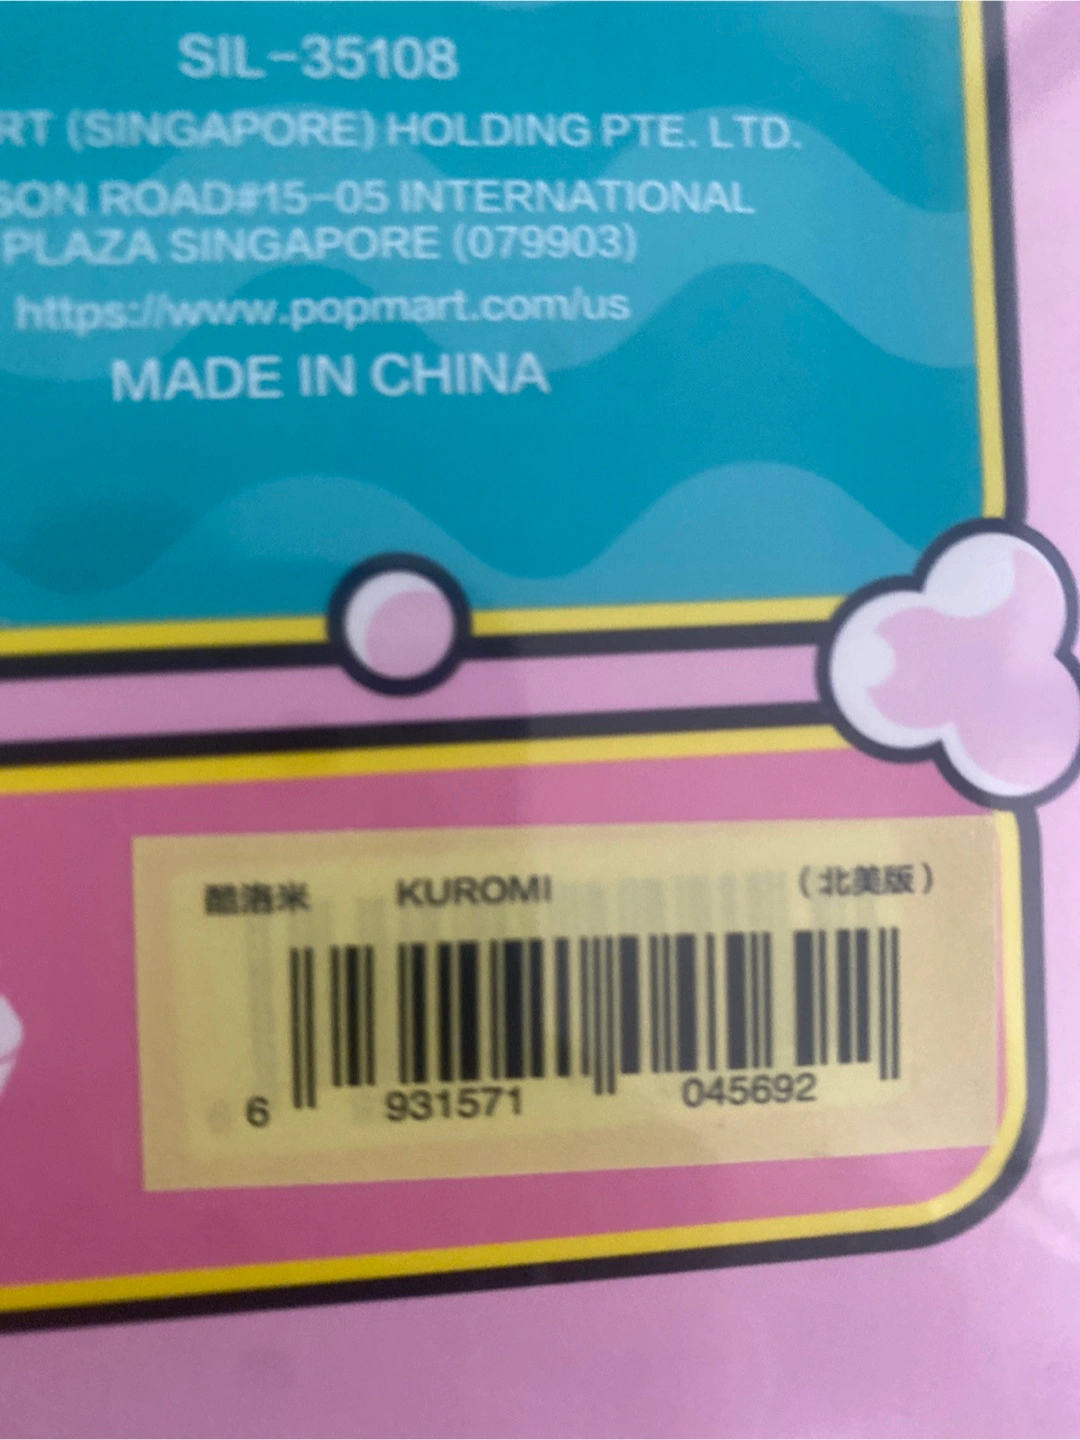 SIL-35108
RT (SINGAPORE) HOLDING PTE. LTD.
SON ROAD#15-05 INTERNATIONAL
PLAZA SINGAPORE (079903)
https://www.popmart.com/us
MADE IN CHINA
酷洛米 KUROMI （北美版）
6 931571 045692